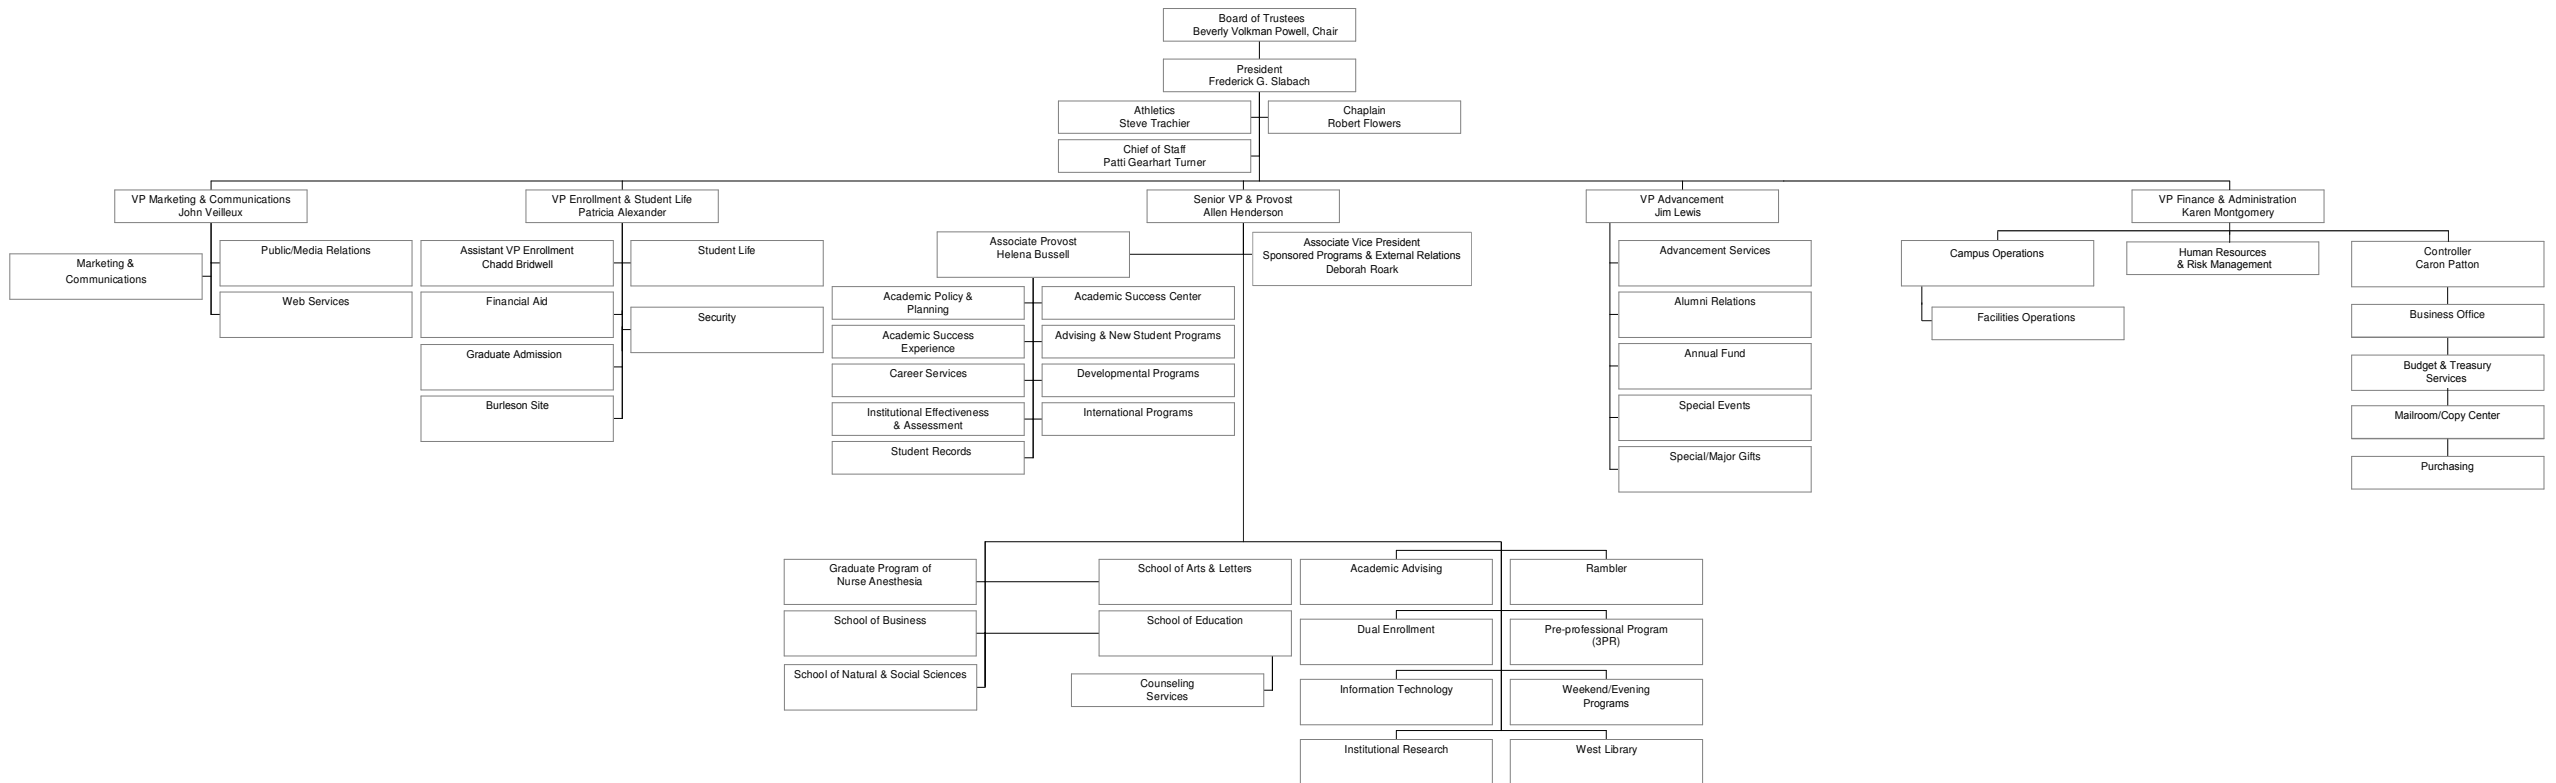 Board of Trustees
Beverly Volkman Powell, Chair
President
Frederick G. Slabach
Athletics
Steve Trachier
Chaplain
Robert Flowers
Chief of Staff
Patti Gearhart Turner
VP Marketing & Communications
John Veilleux
VP Enrollment & Student Life
Patricia Alexander
Senior VP & Provost
Allen Henderson
VP Advancement
Jim Lewis
VP Finance & Administration
Karen Montgomery
Marketing &
Communications
Public/Media Relations
Web Services
Assistant VP Enrollment
Chadd Bridwell
Student Life
Financial Aid
Security
Graduate Admission
Burleson Site
Associate Provost
Helena Bussell
Associate Vice President
Sponsored Programs & External Relations
Deborah Roark
Academic Policy &
Planning
Academic Success Center
Academic Success
Experience
Advising & New Student Programs
Career Services
Developmental Programs
Institutional Effectiveness
& Assessment
International Programs
Student Records
Advancement Services
Alumni Relations
Annual Fund
Special Events
Special/Major Gifts
Campus Operations
Facilities Operations
Human Resources
& Risk Management
Controller
Caron Patton
Business Office
Budget & Treasury
Services
Mailroom/Copy Center
Purchasing
Graduate Program of
Nurse Anesthesia
School of Arts & Letters
School of Business
School of Education
School of Natural & Social Sciences
Counseling
Services
Academic Advising
Rambler
Dual Enrollment
Pre-professional Program
(3PR)
Information Technology
Weekend/Evening
Programs
Institutional Research
West Library